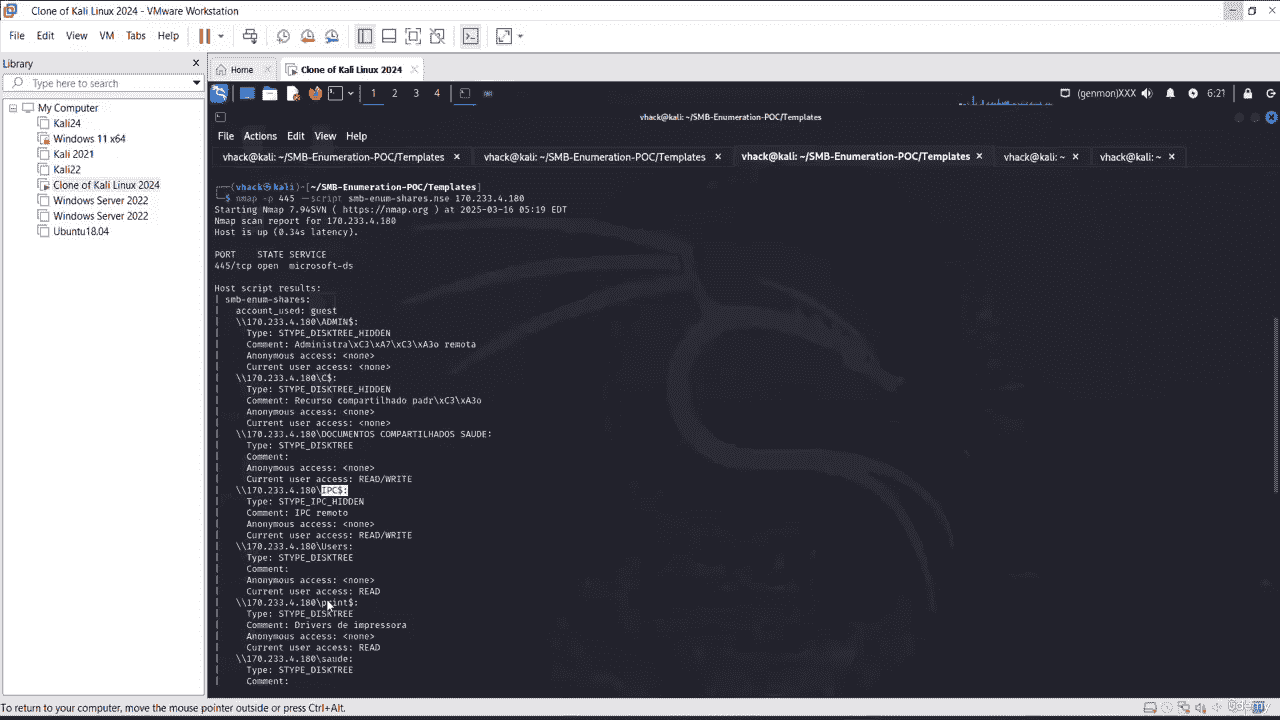 Clone of Kali Linux 2024 - VMware Workstation
File Edit View VM Tabs Help
Library
Type here to search
My Computer
Kali24
Windows 11 x64
Kali 2021
Kali22
Clone of Kali Linux 2024
Windows Server 2022
Windows Server 2022
Ubuntu18.04
Home
Clone of Kali Linux 2024
1 2 3 4
(genmon)XXX 6:21
vhack@kali: ~/SMB-Enumeration-POC/Templates
File Actions Edit View Help
vhack@kali: ~/SMB-Enumeration-POC/Templates vhack@kali: ~/SMB-Enumeration-POC/Templates vhack@kali: ~/SMB-Enumeration-POC/Templates vhack@kali: ~ vhack@kali: ~
(vhack㉿kali)-[~/SMB-Enumeration-POC/Templates]
$ nmap -p 445 --script smb-enum-shares.nse 170.233.4.180
Starting Nmap 7.94SVN ( https://nmap.org ) at 2025-03-16 05:19 EDT
Nmap scan report for 170.233.4.180
Host is up (0.34s latency).
PORT STATE SERVICE
445/tcp open microsoft-ds
Host script results:
| smb-enum-shares:
| account_used: guest
| \\170.233.4.180\ADMIN$:
| Type: STYPE_DISKTREE_HIDDEN
| Comment: Administra\xC3\xA7\xC3\xA3o remota
| Anonymous access: <none>
| Current user access: <none>
| \\170.233.4.180\C$:
| Type: STYPE_DISKTREE_HIDDEN
| Comment: Recurso compartilhado padr\xC3\xA3o
| Anonymous access: <none>
| Current user access: <none>
| \\170.233.4.180\DOCUMENTOS COMPARTILHADOS SAUDE:
| Type: STYPE_DISKTREE
| Comment:
| Anonymous access: <none>
| Current user access: READ/WRITE
| \\170.233.4.180\IPC$:
| Type: STYPE_IPC_HIDDEN
| Comment: IPC remoto
| Anonymous access: <none>
| Current user access: READ/WRITE
| \\170.233.4.180\Users:
| Type: STYPE_DISKTREE
| Comment:
| Anonymous access: <none>
| Current user access: READ
| \\170.233.4.180\print$:
| Type: STYPE_DISKTREE
| Comment: Drivers de impressora
| Anonymous access: <none>
| Current user access: READ
| \\170.233.4.180\saude:
| Type: STYPE_DISKTREE
| Comment:
To return to your computer, move the mouse pointer outside or press Ctrl+Alt.